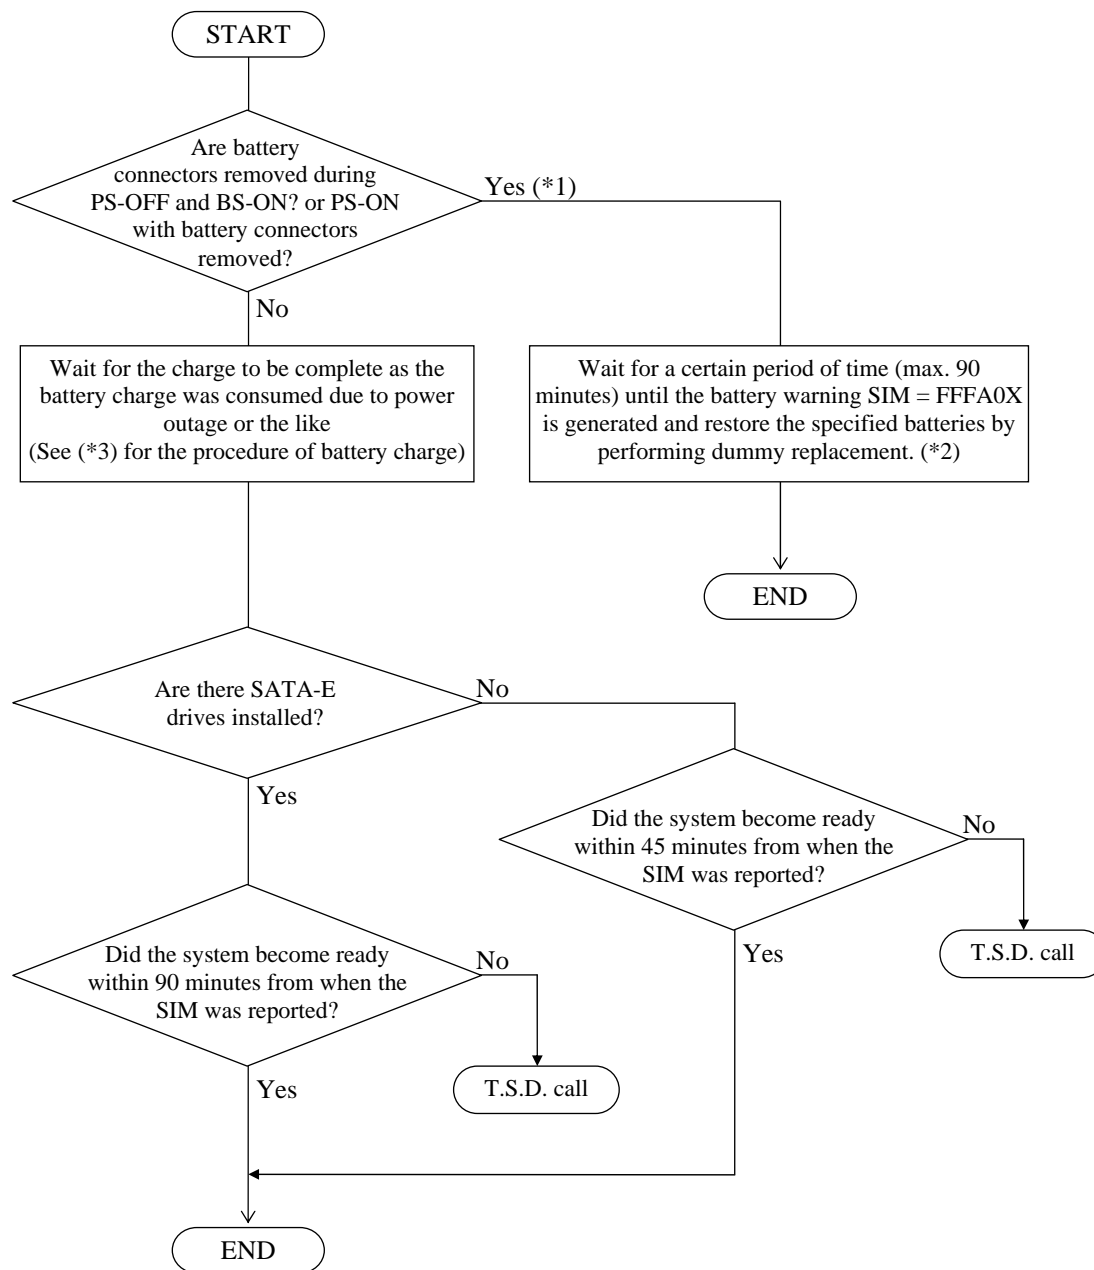 START
Are battery
connectors removed during
PS-OFF and BS-ON? or PS-ON
with battery connectors
removed?
Yes (*1)
No
Wait for the charge to be complete as the
battery charge was consumed due to power
outage or the like
(See (*3) for the procedure of battery charge)
Wait for a certain period of time (max. 90
minutes) until the battery warning SIM = FFFA0X
is generated and restore the specified batteries by
performing dummy replacement. (*2)
END
Are there SATA-E
drives installed?
No
Yes
Did the system become ready
within 45 minutes from when the
SIM was reported?
No
Yes
T.S.D. call
Did the system become ready
within 90 minutes from when the
SIM was reported?
No
Yes
T.S.D. call
END